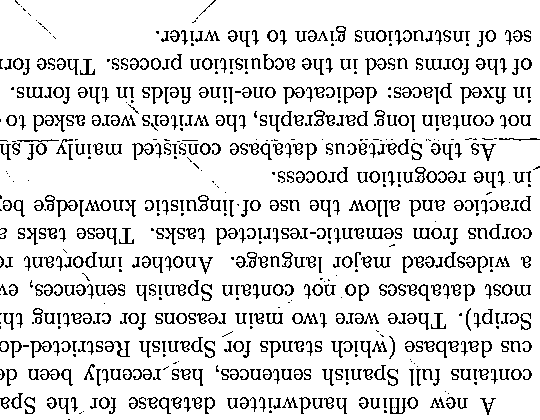 A new offline handwritten database for the Spa
contains full Spanish sentences, has recently been de
cus database (which stands for Spanish Restricted-do
Script). There were two main reasons for creating thi
most databases do not contain Spanish sentences, ev
a widespread major language. Another important re
corpus from semantic-restricted tasks. These tasks a
practice and allow the use of linguistic knowledge bey
in the recognition process.
As the Spartacus database consisted mainly of sh
not contain long paragraphs, the writers were asked to
in fixed places: dedicated one-line fields in the forms.
of the forms used in the acquisition process. These for
set of instructions given to the writer.